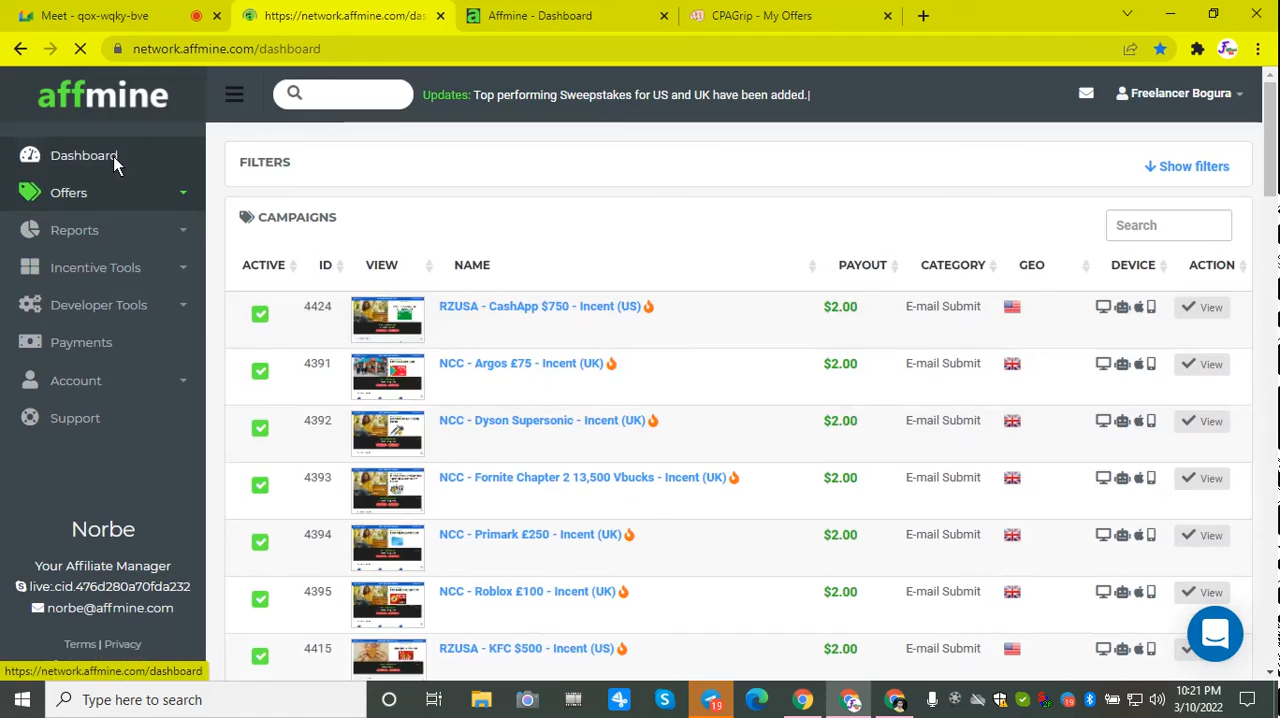 Meet - qox-wqky-bve
https://network.affmine.com/das
Affmine - Dashboard
CPAGrip - My Offers
network.affmine.com/dashboard
affmine
Updates: Top performing Sweepstakes for US and UK have been added.|
Freelancer Bogura
Dashboard
Offers
Reports
Incentive Tools
Developer Tools
Payments
Account
Support
Norbe
Your Affiliate Manager
norbe@affmine.com
Terms | Privacy
https://network.affmine.com/dashboard
FILTERS
Show filters
CAMPAIGNS
Search
ACTIVE ID VIEW NAME PAYOUT CATEGORY GEO DEVICE ACTION
4424 RZUSA - CashApp $750 - Incent (US) $2.00 E-mail Submit View
4391 NCC - Argos £75 - Incent (UK) $2.00 E-mail Submit View
4392 NCC - Dyson Supersonic - Incent (UK) $2.00 E-mail Submit View
4393 NCC - Fornite Chapter 2 13,500 Vbucks - Incent (UK) $2.00 E-mail Submit View
4394 NCC - Primark £250 - Incent (UK) $2.00 E-mail Submit View
4395 NCC - Roblox £100 - Incent (UK) $2.00 E-mail Submit View
4415 RZUSA - KFC $500 - Incent (US) $2.00 E-mail Submit
Type here to search
19
19
10:21 PM
3/10/2022